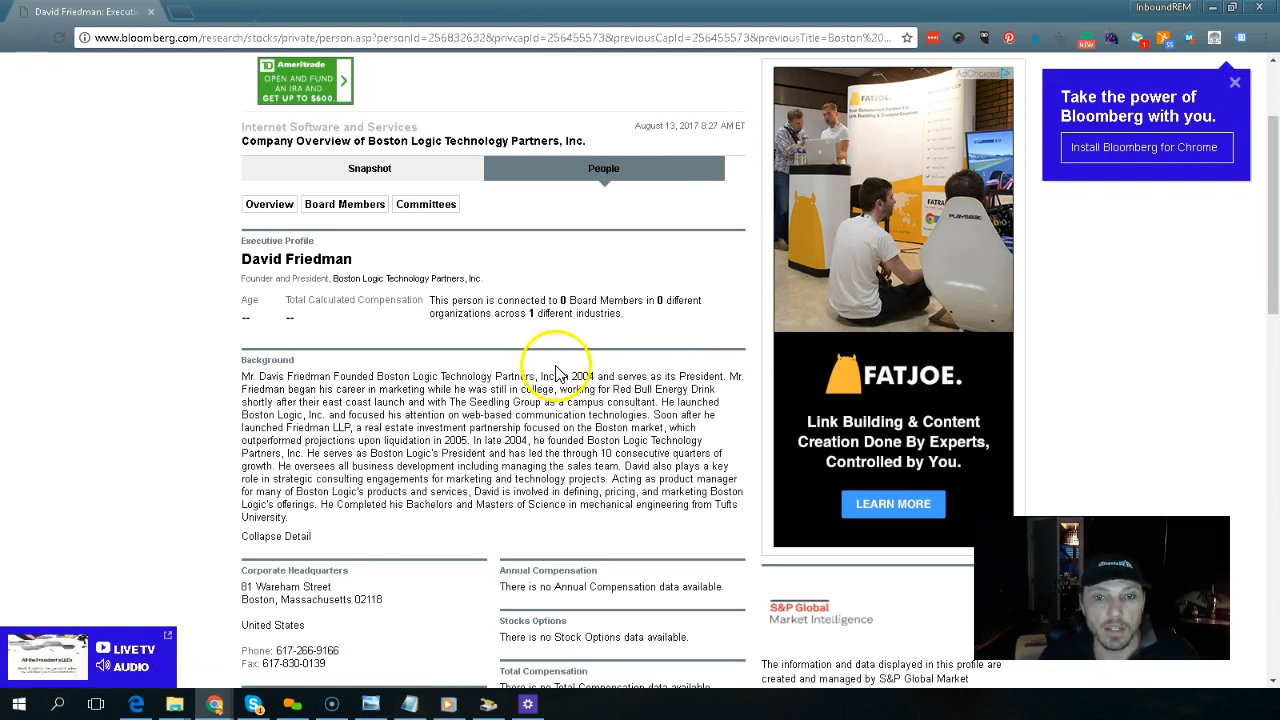 David Friedman: Executi
InboundREM
www.bloomberg.com/research/stocks/private/person.asp?personId=256832632&privcapId=256455573&previousCapId=256455573&previousTitle=Boston%20...
NEW
1
55
Ameritrade
OPEN AND FUND
AN IRA AND
GET UP TO $600.
AdChoices
Take the power of
Bloomberg with you.
Install Bloomberg for Chrome
Internet Software and Services
August 13, 2017 8:27 AM ET
Company Overview of Boston Logic Technology Partners, Inc.
Snapshot
People
Overview
Board Members
Committees
Executive Profile
David Friedman
Founder and President, Boston Logic Technology Partners, Inc.
Age
Total Calculated Compensation
This person is connected to 0 Board Members in 0 different
organizations across 1 different industries.
--
--
Background
Mr. Davis Friedman Founded Boston Logic Technology Partners, Inc. 2004 and serves as its President. Mr.
Friedman began his career in marketing while he was still in college, working for Red Bull Energy Drink
shortly after their east coast launch and with The Seedling Group as a campus consultant. He launched
Boston Logic, Inc. and focused his attention on web-based communication technologies. Soon after he
launched Friedman LLP, a real estate investment partnership focused on the Boston market, which
outperformed projections upon liquidation in 2005. In late 2004, he founded Boston Logic Technology
Partners, Inc. He serves as Boston Logic's President and has led the through 10 consecutive quarters of
growth. He oversees all business development including managing the sales team. David also plays a key
role in strategic consulting engagements for marketing and technology projects. Acting as product manager
for many of Boston Logic's products and services, David is involved in defining, pricing, and marketing Boston
Logic's offerings. He Completed his Bachelors and Masters of Science in mechanical engineering from Tufts
University.
Collapse Detail
Corporate Headquarters
81 Wareham Street
Boston, Massachusetts 02118
United States
Phone: 617-266-9166
Fax: 617-830-0139
Annual Compensation
There is no Annual Compensation data available.
Stocks Options
There is no Stock Options data available.
Total Compensation
There is no Total Compensation data available.
FATJOE.
PLAYSEAT
FATJOE.
Link Building & Content
Creation Done By Experts,
Controlled by You.
LEARN MORE
S&P Global
Market Intelligence
The information and data displayed in this profile are
created and managed by S&P Global Market
All the President's LLCs
LIVE TV
AUDIO
1